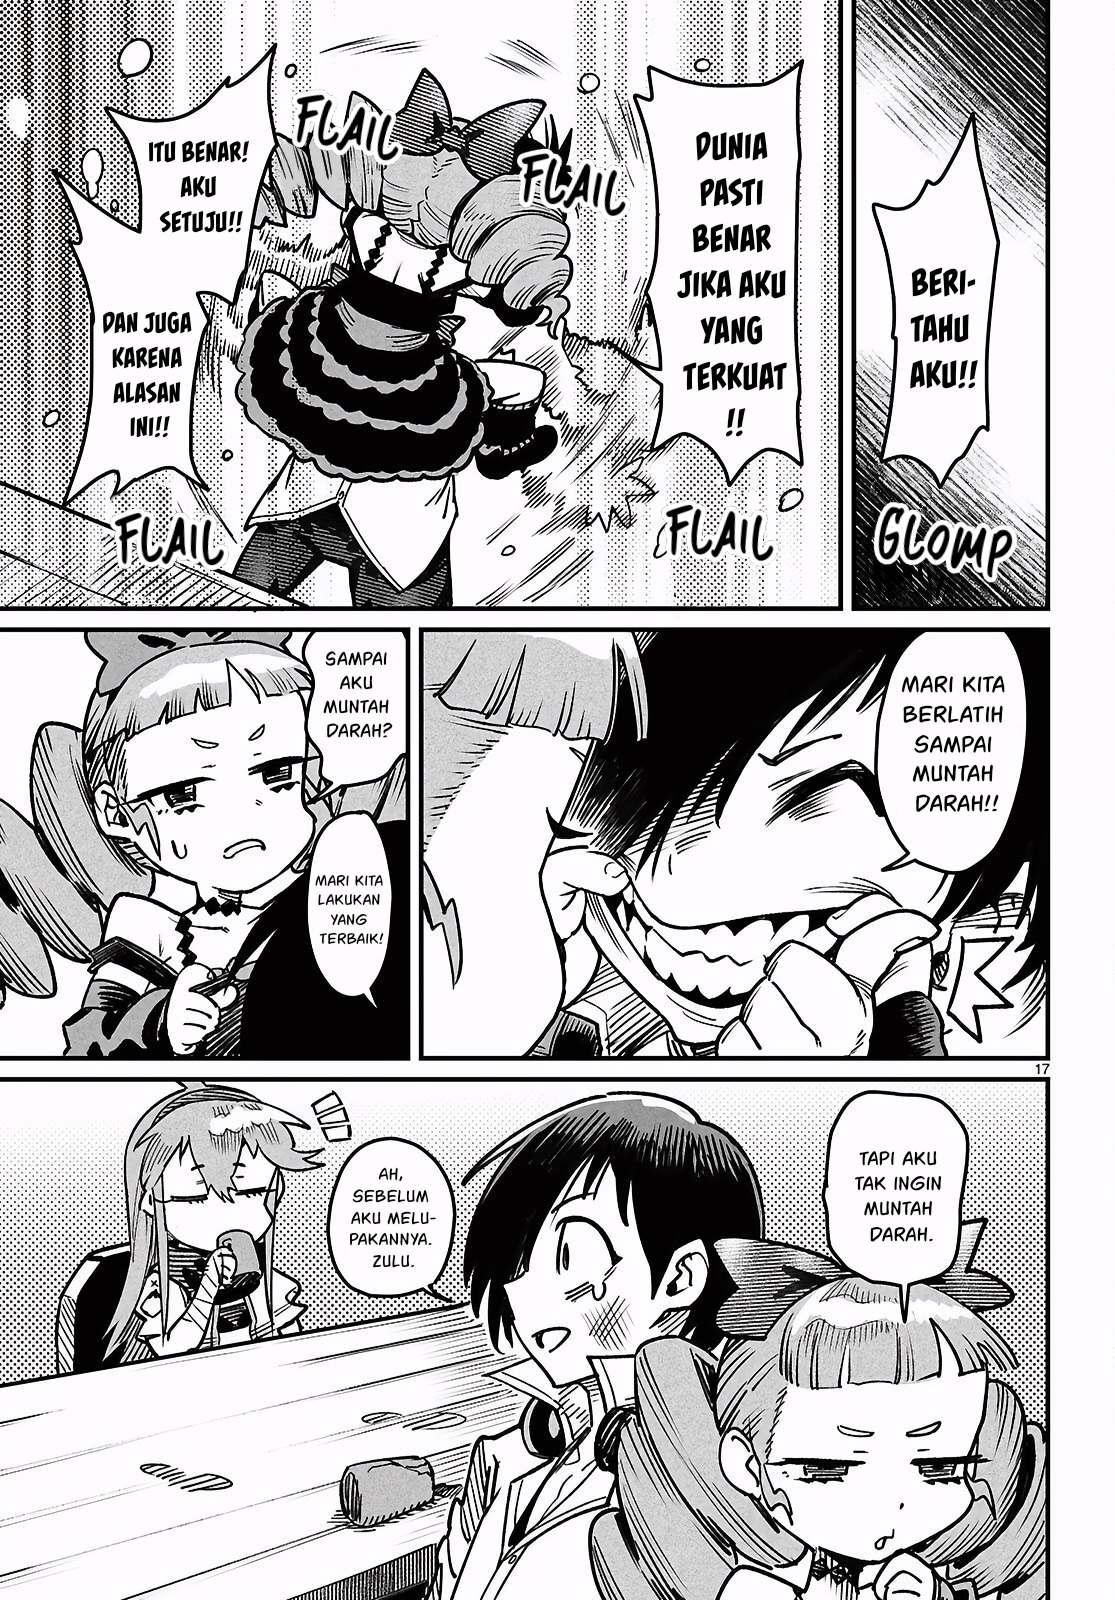 BERI-
TAHU
AKU!!
GLOMP
DUNIA
PASTI
BENAR
JIKA AKU
YANG
TERKUAT
!!
FLAIL
FLAIL
ITU BENAR!
AKU
SETUJU!!
DAN JUGA
KARENA
ALASAN
INI!!
FLAIL
FLAIL
MARI KITA
BERLATIH
SAMPAI
MUNTAH
DARAH!!
SAMPAI
AKU
MUNTAH
DARAH?
MARI KITA
LAKUKAN
YANG
TERBAIK!
17
TAPI AKU
TAK INGIN
MUNTAH
DARAH.
AH,
SEBELUM
AKU MELU-
PAKANNYA.
ZULU.